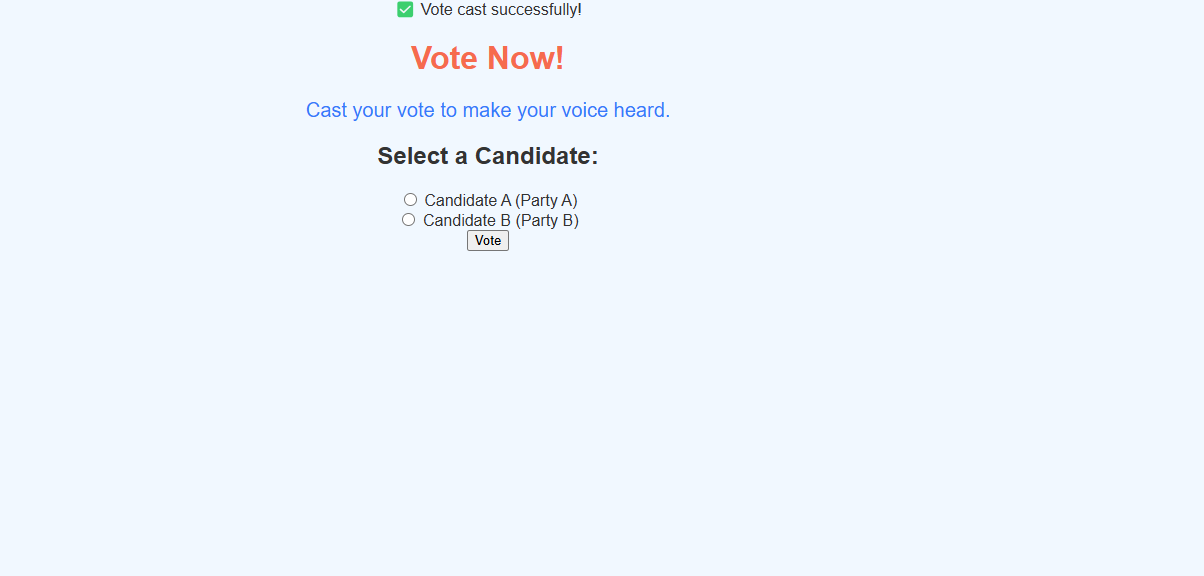 ✅ Vote cast successfully!
Vote Now!
Cast your vote to make your voice heard.
Select a Candidate:
Candidate A (Party A)
Candidate B (Party B)
Vote